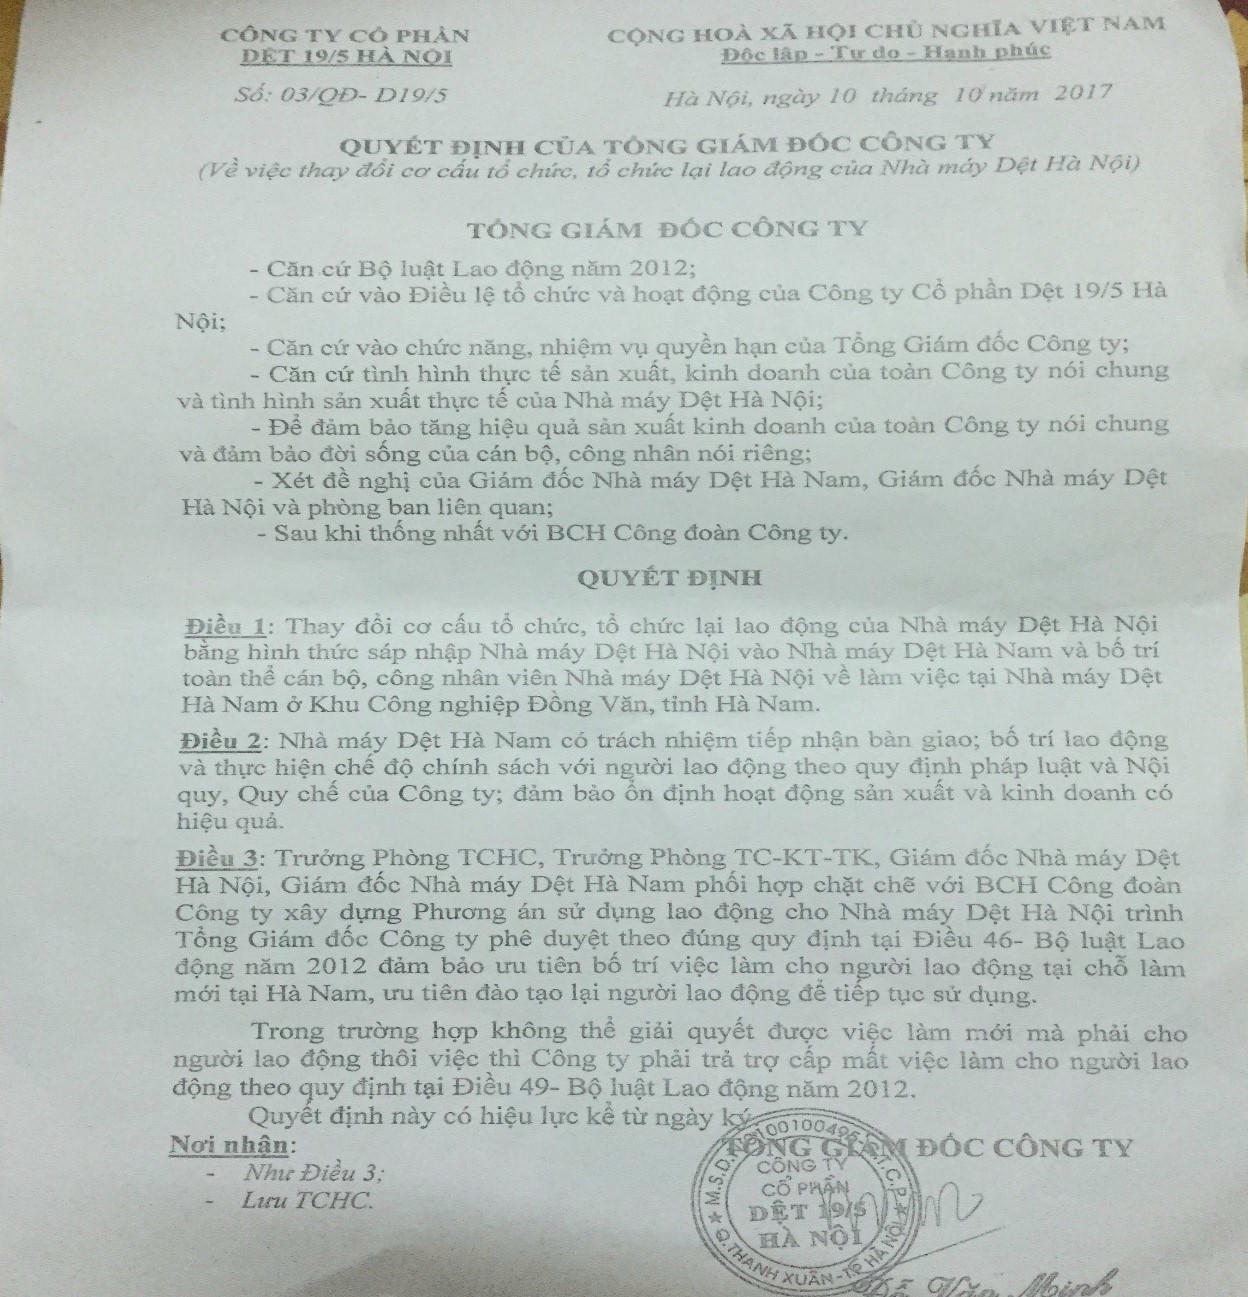 CÔNG TY CỔ PHẦN
DỆT 19/5 HÀ NỘI
CỘNG HOÀ XÃ HỘI CHỦ NGHĨA VIỆT NAM
Độc lập - Tự do - Hạnh phúc
Số: 03/QĐ- D19/5
Hà Nội, ngày 10 tháng 10 năm 2017
QUYẾT ĐỊNH CỦA TỔNG GIÁM ĐỐC CÔNG TY
(Về việc thay đổi cơ cấu tổ chức, tổ chức lại lao động của Nhà máy Dệt Hà Nội)
TỔNG GIÁM ĐỐC CÔNG TY
- Căn cứ Bộ luật Lao động năm 2012;
- Căn cứ vào Điều lệ tổ chức và hoạt động của Công ty Cổ phần Dệt 19/5 Hà
Nội;
- Căn cứ vào chức năng, nhiệm vụ quyền hạn của Tổng Giám đốc Công ty;
- Căn cứ tình hình thực tế sản xuất, kinh doanh của toàn Công ty nói chung
và tình hình sản xuất thực tế của Nhà máy Dệt Hà Nội;
- Để đảm bảo tăng hiệu quả sản xuất kinh doanh của toàn Công ty nói chung
và đảm bảo đời sống của cán bộ, công nhân nói riêng;
- Xét đề nghị của Giám đốc Nhà máy Dệt Hà Nam, Giám đốc Nhà máy Dệt
Hà Nội và phòng ban liên quan;
- Sau khi thống nhất với BCH Công đoàn Công ty.
QUYẾT ĐỊNH
Điều 1: Thay đổi cơ cấu tổ chức, tổ chức lại lao động của Nhà máy Dệt Hà Nội
bằng hình thức sáp nhập Nhà máy Dệt Hà Nội vào Nhà máy Dệt Hà Nam và bố trí
toàn thể cán bộ, công nhân viên Nhà máy Dệt Hà Nội về làm việc tại Nhà máy Dệt
Hà Nam ở Khu Công nghiệp Đồng Văn, tỉnh Hà Nam.
Điều 2: Nhà máy Dệt Hà Nam có trách nhiệm tiếp nhận bàn giao; bố trí lao động
và thực hiện chế độ chính sách với người lao động theo quy định pháp luật và Nội
quy, Quy chế của Công ty; đảm bảo ổn định hoạt động sản xuất và kinh doanh có
hiệu quả.
Điều 3: Trưởng Phòng TCHC, Trưởng Phòng TC-KT-TK, Giám đốc Nhà máy Dệt
Hà Nội, Giám đốc Nhà máy Dệt Hà Nam phối hợp chặt chẽ với BCH Công đoàn
Công ty xây dựng Phương án sử dụng lao động cho Nhà máy Dệt Hà Nội trình
Tổng Giám đốc Công ty phê duyệt theo đúng quy định tại Điều 46- Bộ luật Lao
động năm 2012 đảm bảo ưu tiên bố trí việc làm cho người lao động tại chỗ làm
mới tại Hà Nam, ưu tiên đào tạo lại người lao động để tiếp tục sử dụng.
Trong trường hợp không thể giải quyết được việc làm mới mà phải cho
người lao động thôi việc thì Công ty phải trả trợ cấp mất việc làm cho người lao
động theo quy định tại Điều 49- Bộ luật Lao động năm 2012.
Quyết định này có hiệu lực kể từ ngày ký.
Nơi nhận:
- Như Điều 3;
- Lưu TCHC.
TỔNG GIÁM ĐỐC CÔNG TY
CÔNG TY
CỔ PHẦN
DỆT 19/5
HÀ NỘI
Q.THANH XUÂN-TP HÀ NỘI
Đỗ Văn Minh